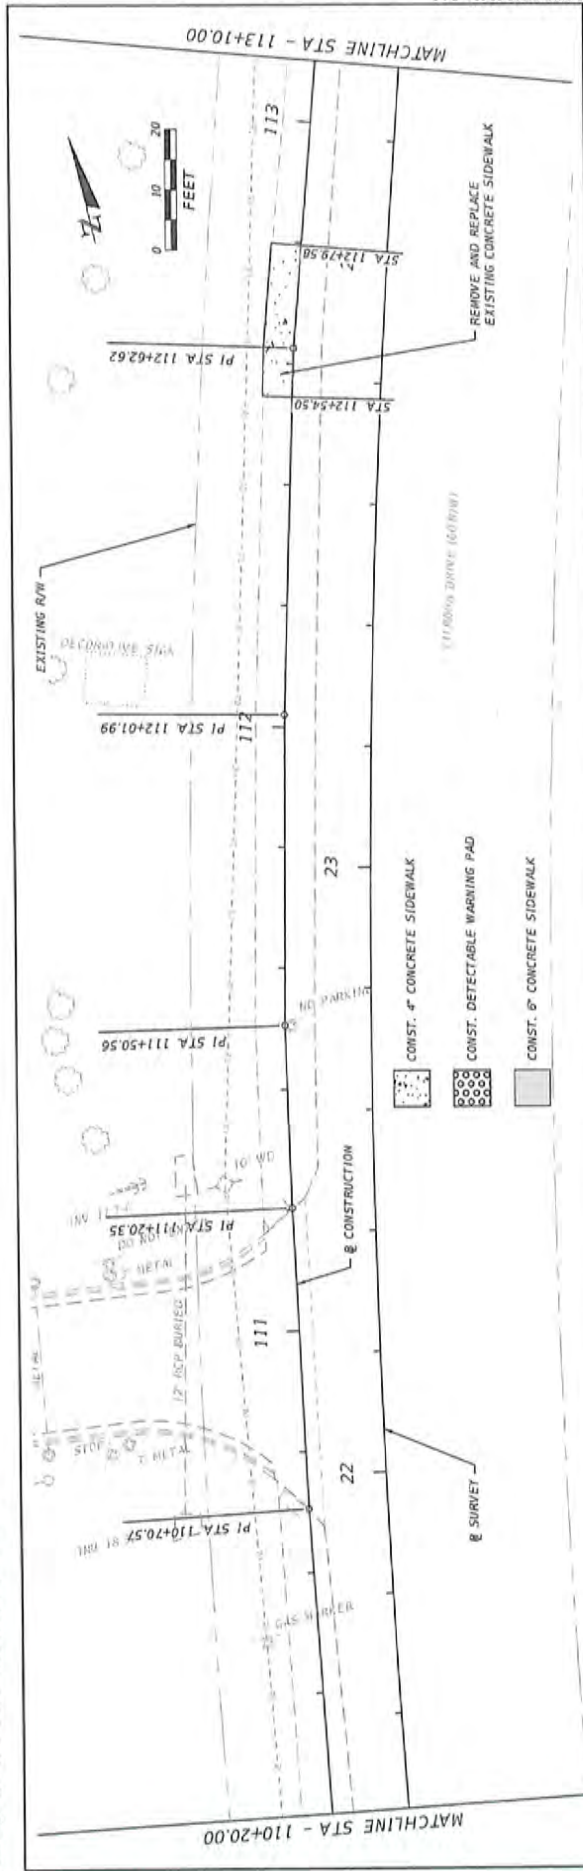 MATCHLINE STA - 113+10.00
113
20
10
0
FEET
REMOVE AND REPLACE
EXISTING CONCRETE SIDEWALK
STA 112+79.58
PI STA 112+62.62
STA 112+54.50
EXISTING R/W
DECORATIVE SIGN
PI STA 112+01.99
112
23
CONST. 4" CONCRETE SIDEWALK
CONST. DETECTABLE WARNING PAD
CONST. 6" CONCRETE SIDEWALK
NO PARKING
PI STA 111+50.56
10" WD
PI STA 111+20.35
METAL
₧ CONSTRUCTION
111
12" RCP BURIED
STOP
METAL
22
PI STA 110+70.57
₧ SURVEY
GAS MARKER
MATCHLINE STA - 110+20.00